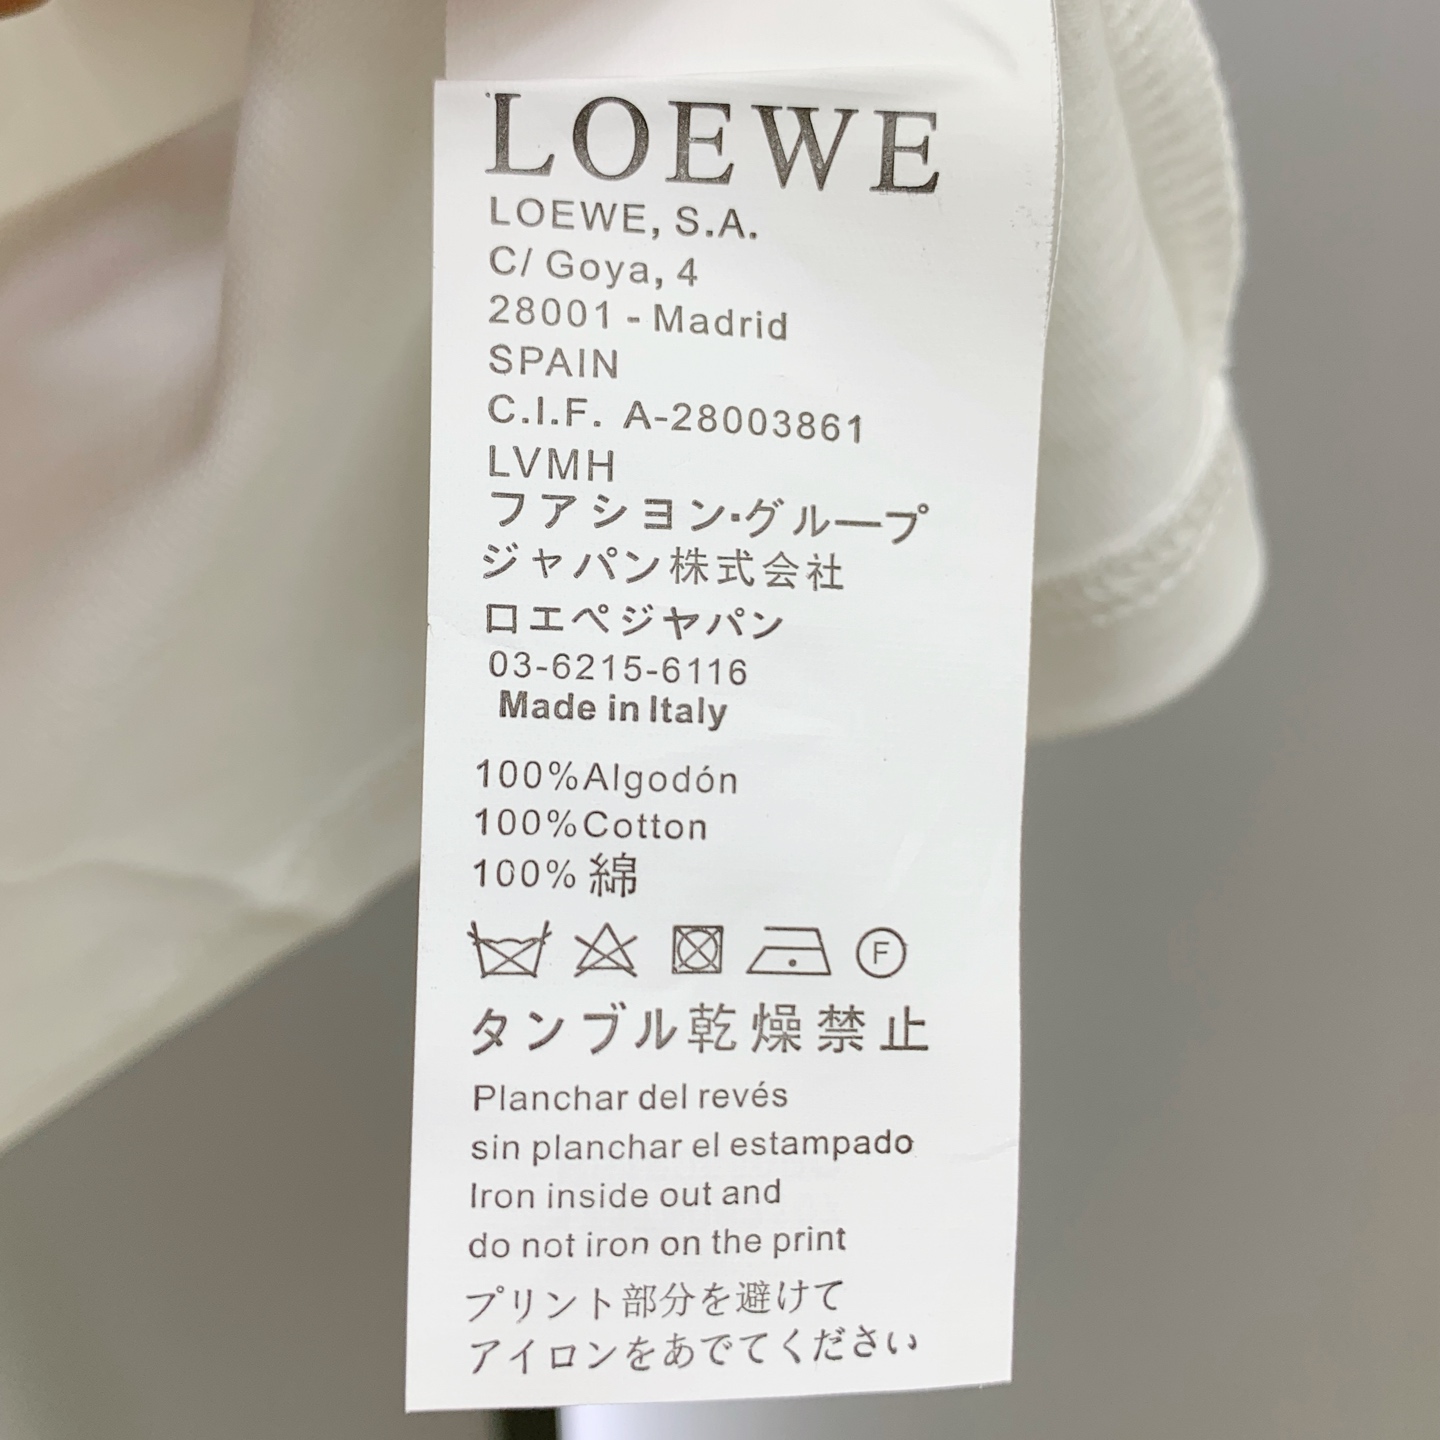 LOEWE
LOEWE, S.A.
C/ Goya, 4
28001 - Madrid
SPAIN
C.I.F. A-28003861
LVMH
フアシヨン·グループ
ジャパン株式会社
ロエペジヤパン
03-6215-6116
Made in Italy
100%Algodón
100%Cotton
100% 綿
F
タンブル乾燥禁止
Planchar del revés
sin planchar el estampado
Iron inside out and
do not iron on the print
プリント部分を避けて
アイロンをあでてください